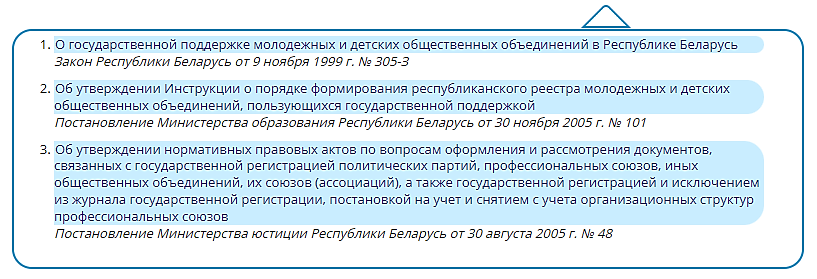 1. О государственной поддержке молодежных и детских общественных объединений в Республике Беларусь
Закон Республики Беларусь от 9 ноября 1999 г. № 305-З
2. Об утверждении Инструкции о порядке формирования республиканского реестра молодежных и детских
общественных объединений, пользующихся государственной поддержкой
Постановление Министерства образования Республики Беларусь от 30 ноября 2005 г. № 101
3. Об утверждении нормативных правовых актов по вопросам оформления и рассмотрения документов,
связанных с государственной регистрацией политических партий, профессиональных союзов, иных
общественных объединений, их союзов (ассоциаций), а также государственной регистрацией и исключением
из журнала государственной регистрации, постановкой на учет и снятием с учета организационных структур
профессиональных союзов
Постановление Министерства юстиции Республики Беларусь от 30 августа 2005 г. № 48